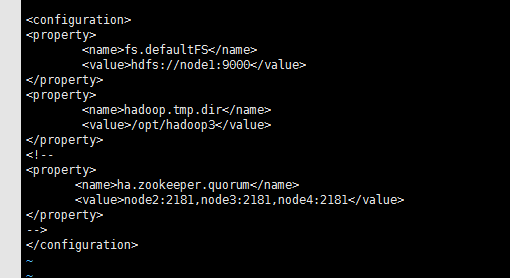 <configuration>
<property>
        <name>fs.defaultFS</name>
        <value>hdfs://node1:9000</value>
</property>
<property>
        <name>hadoop.tmp.dir</name>
        <value>/opt/hadoop3</value>
</property>
<!--
<property>
       <name>ha.zookeeper.quorum</name>
       <value>node2:2181,node3:2181,node4:2181</value>
</property>
-->
</configuration>
~
~